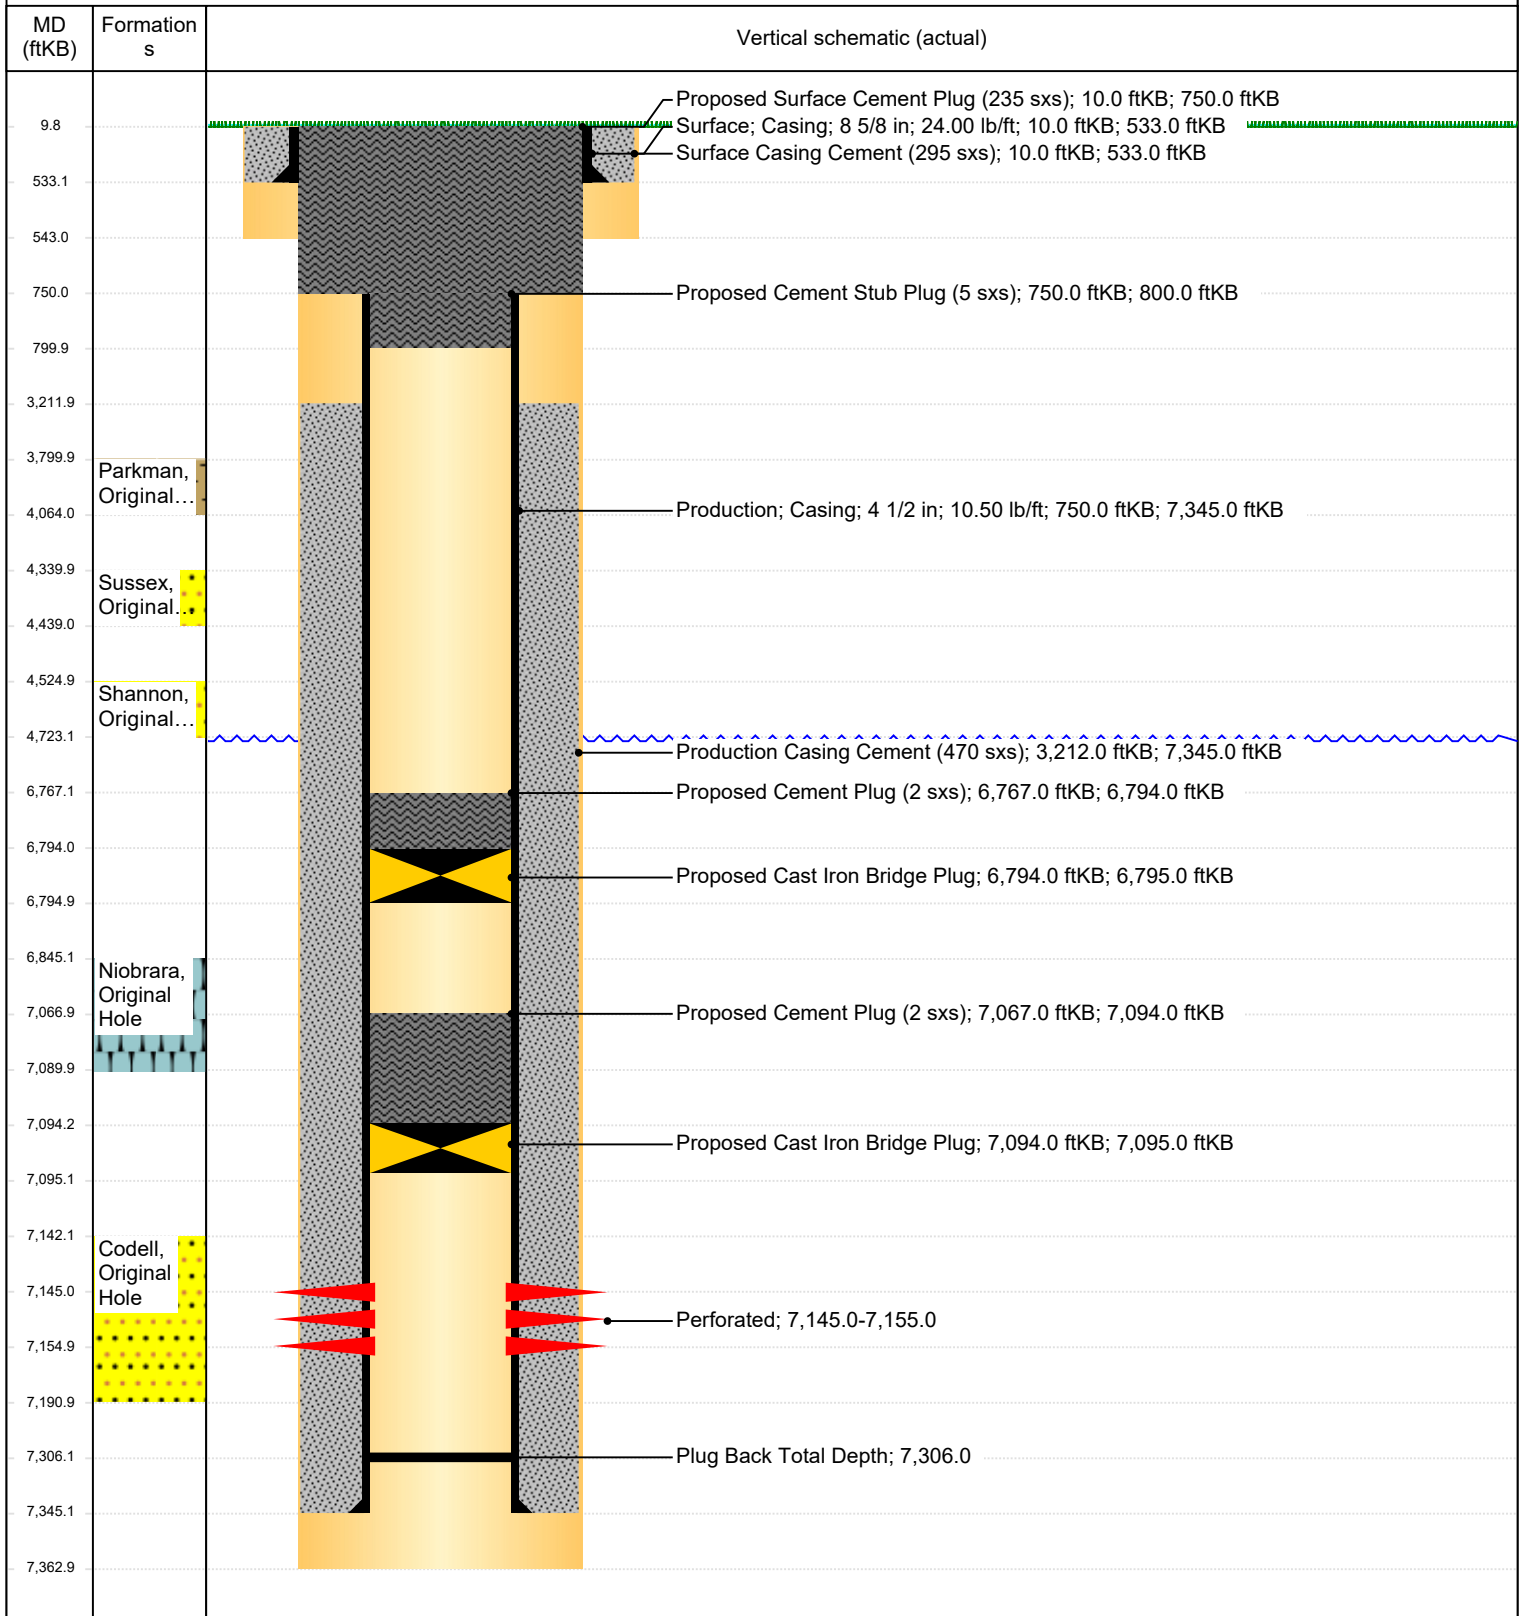 MD
(ftKB)
Formation
s
Vertical schematic (actual)
Proposed Surface Cement Plug (235 sxs); 10.0 ftKB; 750.0 ftKB
9.8
Surface; Casing; 8 5/8 in; 24.00 lb/ft; 10.0 ftKB; 533.0 ftKB
Surface Casing Cement (295 sxs); 10.0 ftKB; 533.0 ftKB
533.1
543.0
750.0
Proposed Cement Stub Plug (5 sxs); 750.0 ftKB; 800.0 ftKB
799.9
3,211.9
3,799.9
Parkman,
Original...
4,064.0
Production; Casing; 4 1/2 in; 10.50 lb/ft; 750.0 ftKB; 7,345.0 ftKB
4,339.9
Sussex,
Original...
4,439.0
4,524.9
Shannon,
Original...
4,723.1
Production Casing Cement (470 sxs); 3,212.0 ftKB; 7,345.0 ftKB
6,767.1
Proposed Cement Plug (2 sxs); 6,767.0 ftKB; 6,794.0 ftKB
6,794.0
Proposed Cast Iron Bridge Plug; 6,794.0 ftKB; 6,795.0 ftKB
6,794.9
6,845.1
Niobrara,
Original
Hole
7,066.9
Proposed Cement Plug (2 sxs); 7,067.0 ftKB; 7,094.0 ftKB
7,089.9
7,094.2
Proposed Cast Iron Bridge Plug; 7,094.0 ftKB; 7,095.0 ftKB
7,095.1
7,142.1
Codell,
Original
Hole
7,145.0
Perforated; 7,145.0-7,155.0
7,154.9
7,190.9
7,306.1
Plug Back Total Depth; 7,306.0
7,345.1
7,362.9